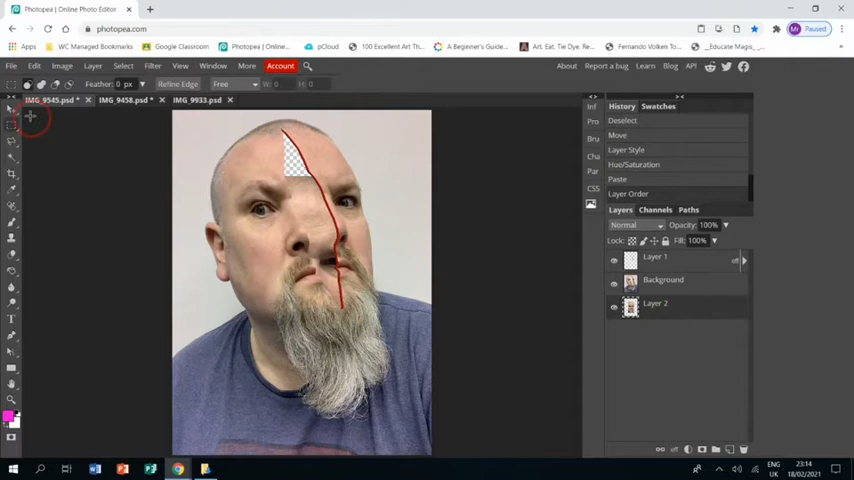 Photopea | Online Photo Editor
photopea.com
Mr Paused
Apps WC Managed Bookmarks Google Classroom Photopea | Online... pCloud 100 Excellent Art Th... A Beginner's Guide... Art. Eat. Tie Dye. Re... Fernando Volken To... __Educate Magis_...
File Edit Image Layer Select Filter View Window More Account About Report a bug Learn Blog API
Feather: 0 px Refine Edge Free W: 0 H: 0
IMG_9545.psd * IMG_9458.psd * IMG_9933.psd
Inf
Pro
Bru
Cha
Par
CSS
History Swatches
Deselect
Move
Layer Style
Hue/Saturation
Paste
Layer Order
Layers Channels Paths
Normal Opacity: 100%
Lock: Fill: 100%
Layer 1 eff
Background
Layer 2
eff
ENG
UK
23:14
18/02/2021